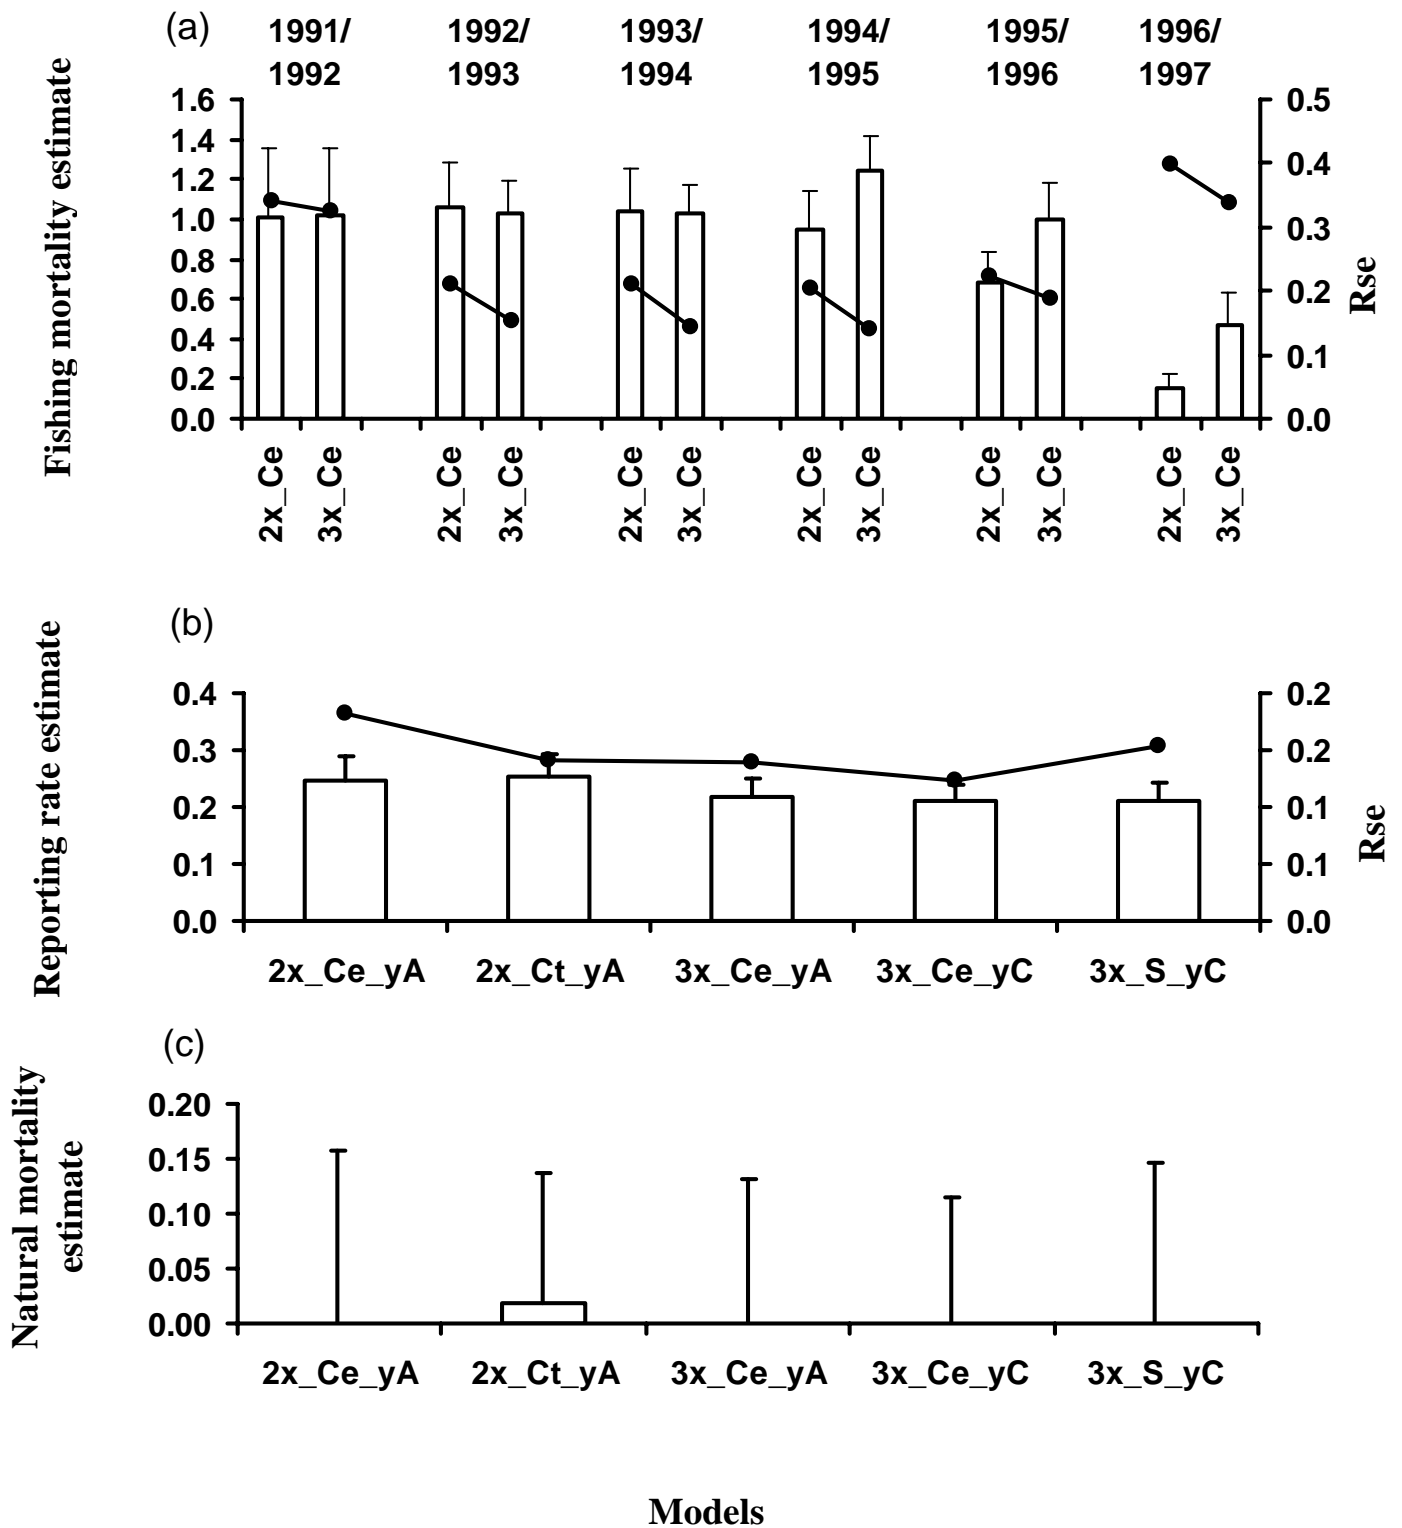 (a)
1991/ 1992/ 1993/ 1994/ 1995/ 1996/
1992 1993 1994 1995 1996 1997
Fishing mortality estimate
1.6
1.4
1.2
1.0
0.8
0.6
0.4
0.2
0.0
0.5
0.4
0.3
0.2
0.1
0.0
Rse
2x_Ce 3x_Ce 2x_Ce 3x_Ce 2x_Ce 3x_Ce 2x_Ce 3x_Ce 2x_Ce 3x_Ce 2x_Ce 3x_Ce
(b)
Reporting rate estimate
0.4
0.3
0.2
0.1
0.0
0.2
0.2
0.1
0.1
0.0
Rse
2x_Ce_yA 2x_Ct_yA 3x_Ce_yA 3x_Ce_yC 3x_S_yC
(c)
Natural mortality
estimate
0.20
0.15
0.10
0.05
0.00
2x_Ce_yA 2x_Ct_yA 3x_Ce_yA 3x_Ce_yC 3x_S_yC
Models